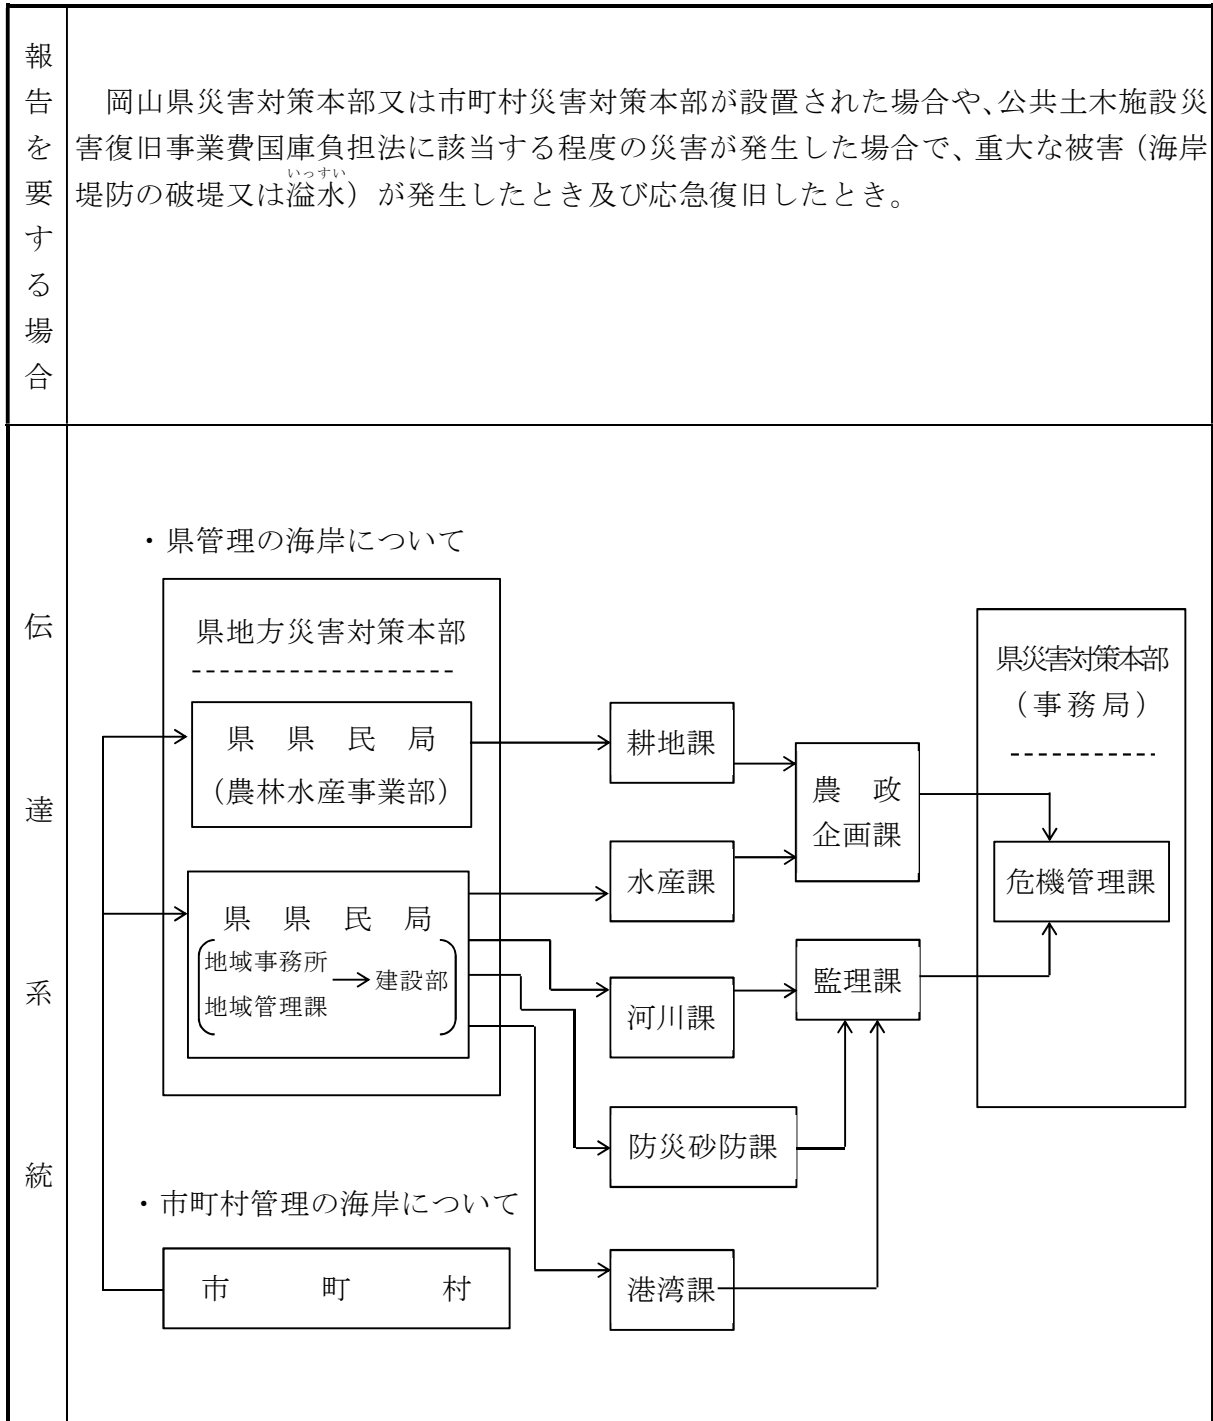 報告を要する場合
岡山県災害対策本部又は市町村災害対策本部が設置された場合や、公共土木施設災
害復旧事業費国庫負担法に該当する程度の災害が発生した場合で、重大な被害（海岸
いっすい
堤防の破堤又は溢水）が発生したとき及び応急復旧したとき。
伝達系統
・県管理の海岸について
県地方災害対策本部
県県民局
（農林水産事業部）
県県民局
地域事務所
地域管理課
建設部
耕地課
水産課
河川課
防災砂防課
港湾課
農政
企画課
監理課
県災害対策本部
（事務局）
危機管理課
・市町村管理の海岸について
市町村